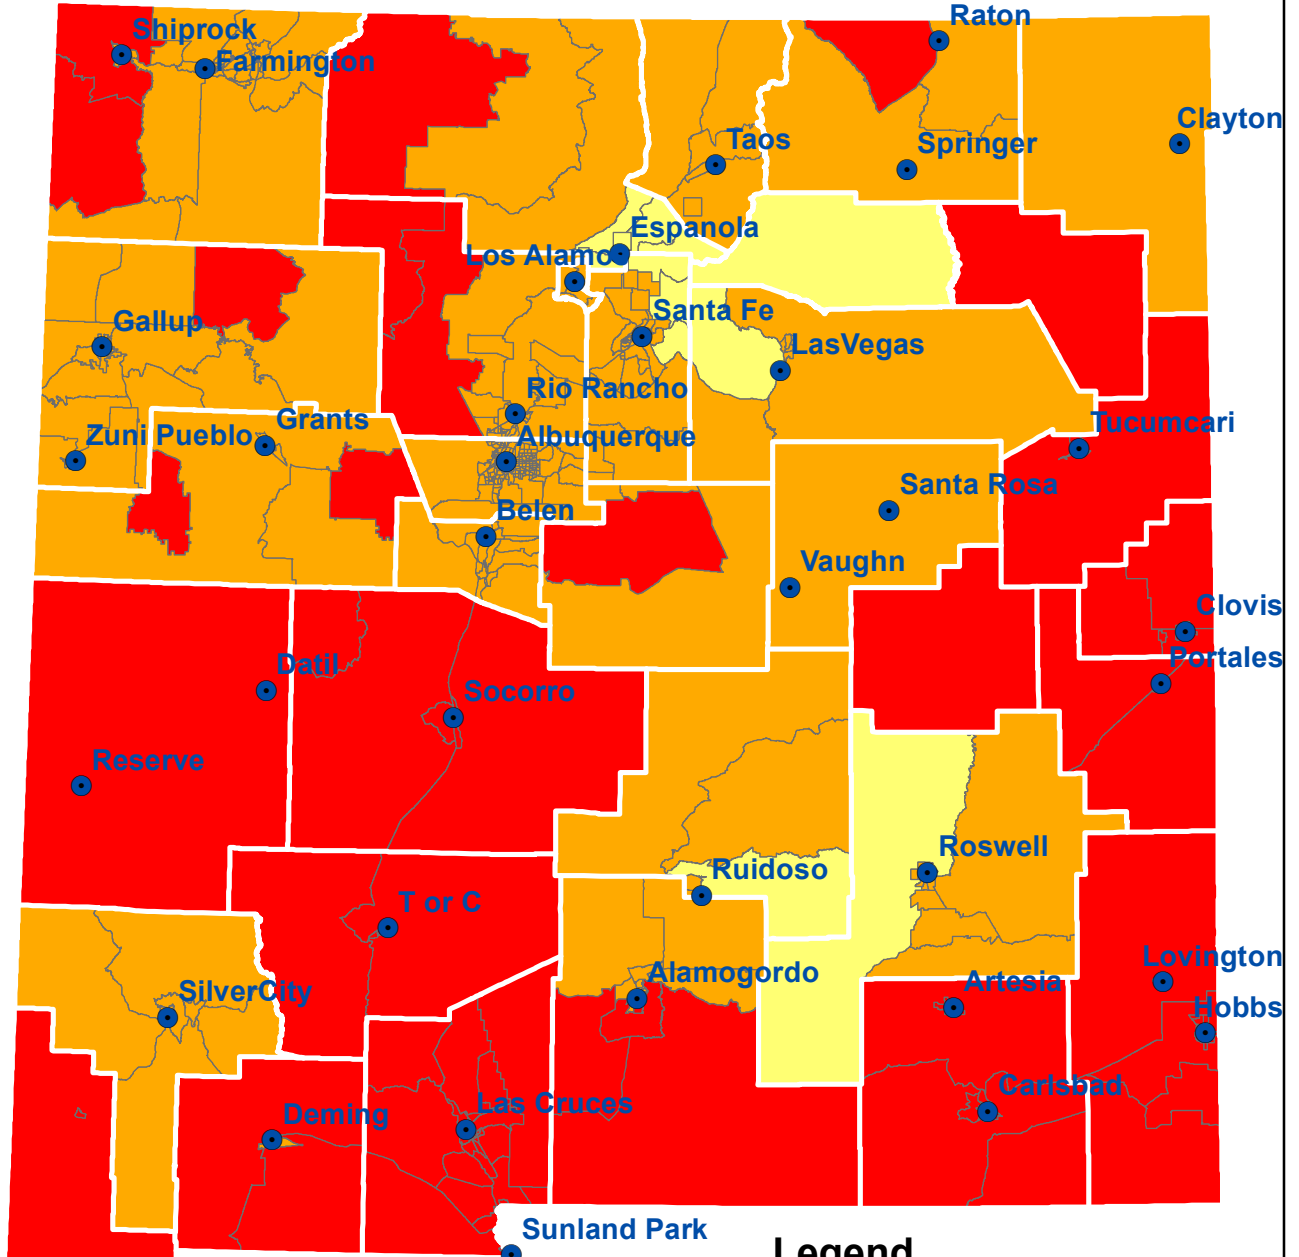 Raton
Shiprock
Farmington
Clayton
Taos
Springer
Espanola
Los Alamo
Santa Fe
Gallup
LasVegas
Rio Rancho
Grants
Tucumcari
Zuni Pueblo
Albuquerque
Santa Rosa
Belen
Vaughn
Clovis
Portales
Datil
Socorro
Reserve
Roswell
Ruidoso
T or C
Lovington
Alamogordo
Artesia
SilverCity
Hobbs
Carlsbad
Las Cruces
Deming
Sunland Park
Legend